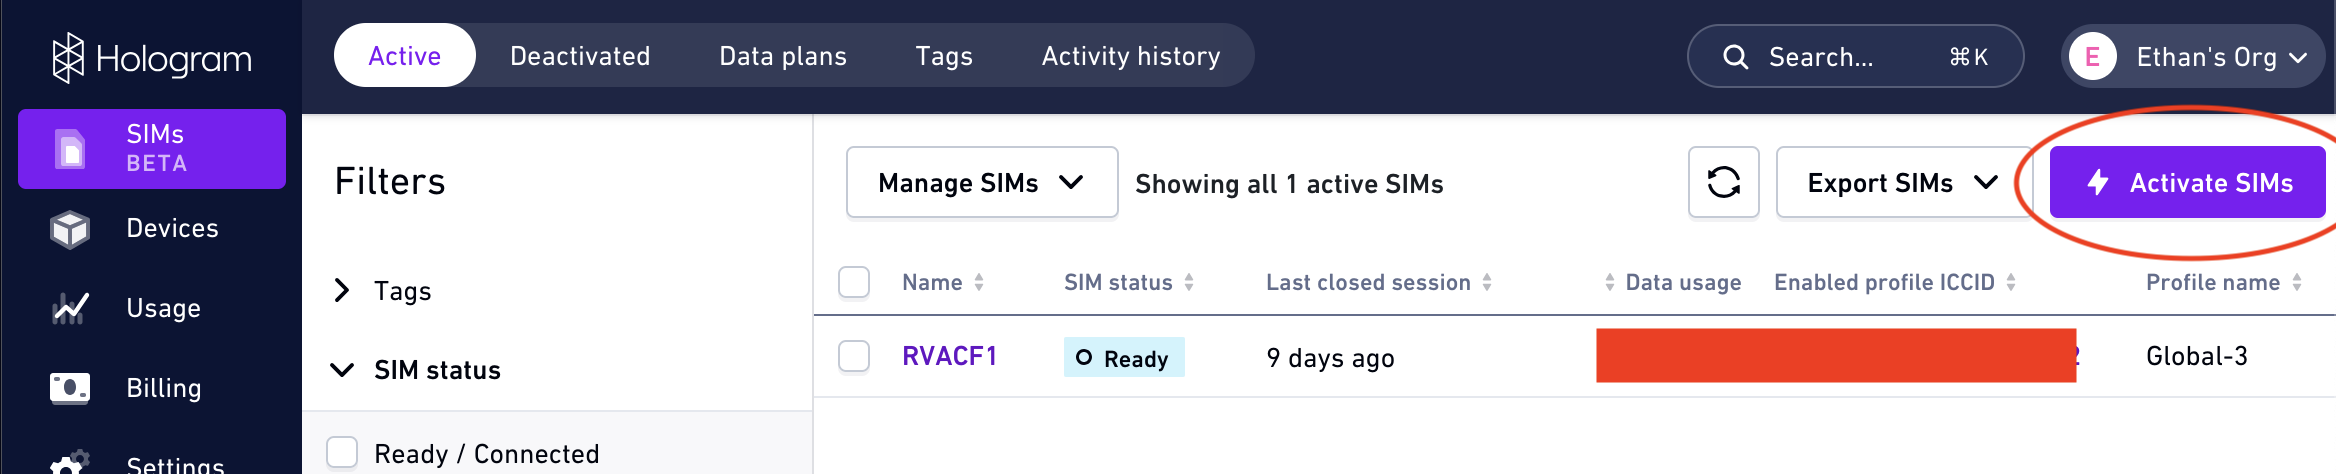 Hologram
SIMs
BETA
Devices
Usage
Billing
Settings
Active
Deactivated
Data plans
Tags
Activity history
Search...
⌘K
E
Ethan's Org
Filters
Tags
SIM status
Ready / Connected
Manage SIMs
Showing all 1 active SIMs
Export SIMs
Activate SIMs
Name SIM status Last closed session Data usage Enabled profile ICCID Profile name
RVACF1 Ready 9 days ago Global-3